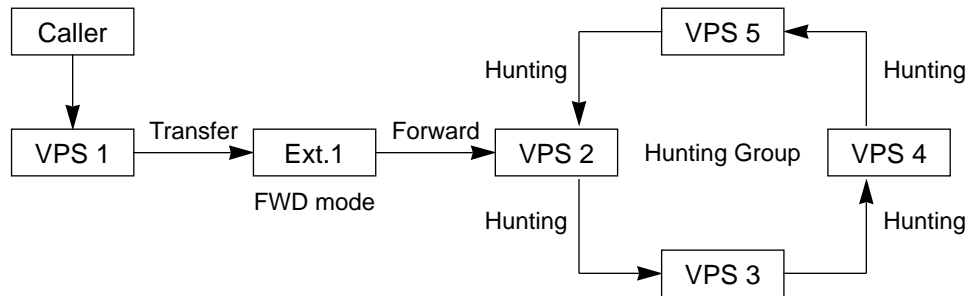 Caller
VPS 5
Hunting
Hunting
Transfer
Forward
VPS 1
Ext.1
VPS 2
Hunting Group
VPS 4
FWD mode
Hunting
Hunting
VPS 3